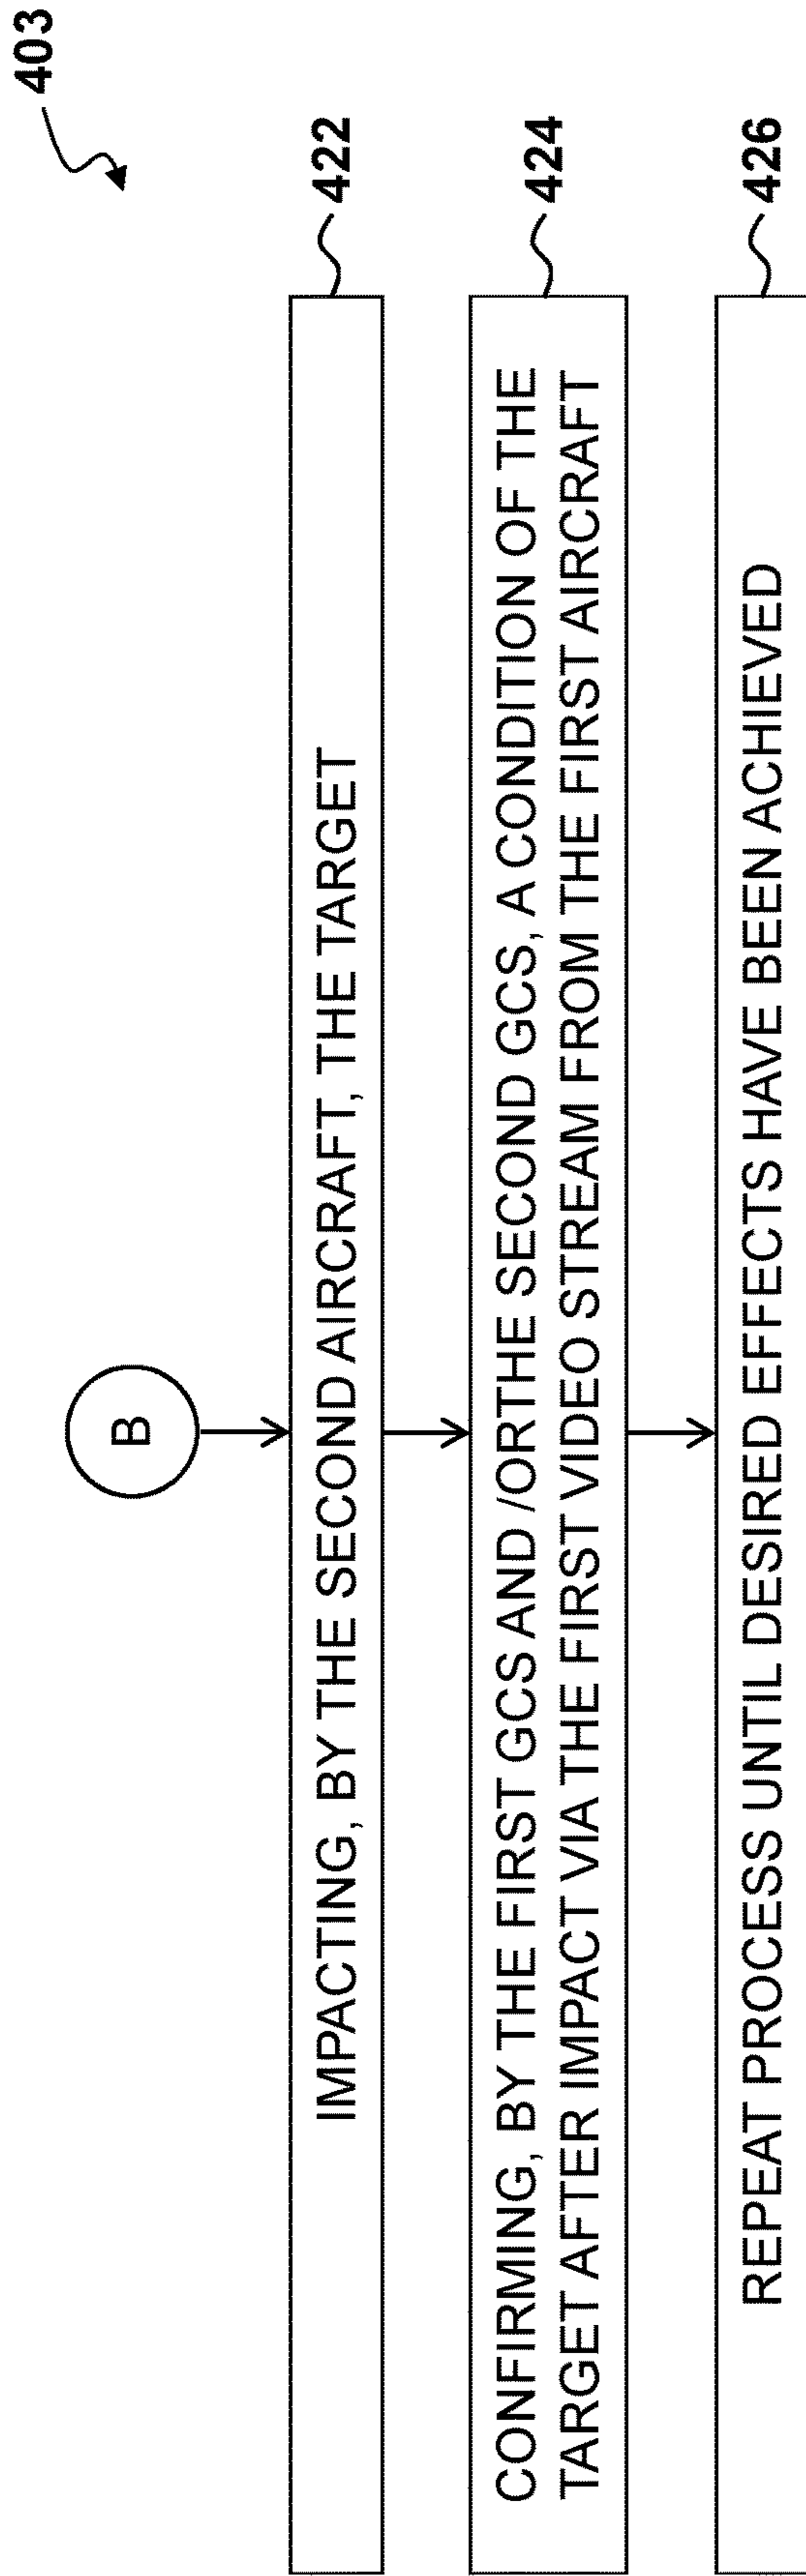 403
B
IMPACTING, BY THE SECOND AIRCRAFT, THE TARGET
422
CONFIRMING, BY THE FIRST GCS AND /ORTHE SECOND GCS, A CONDITION OF THE
TARGET AFTER IMPACT VIA THE FIRST VIDEO STREAM FROM THE FIRST AIRCRAFT
424
REPEAT PROCESS UNTIL DESIRED EFFECTS HAVE BEEN ACHIEVED
426